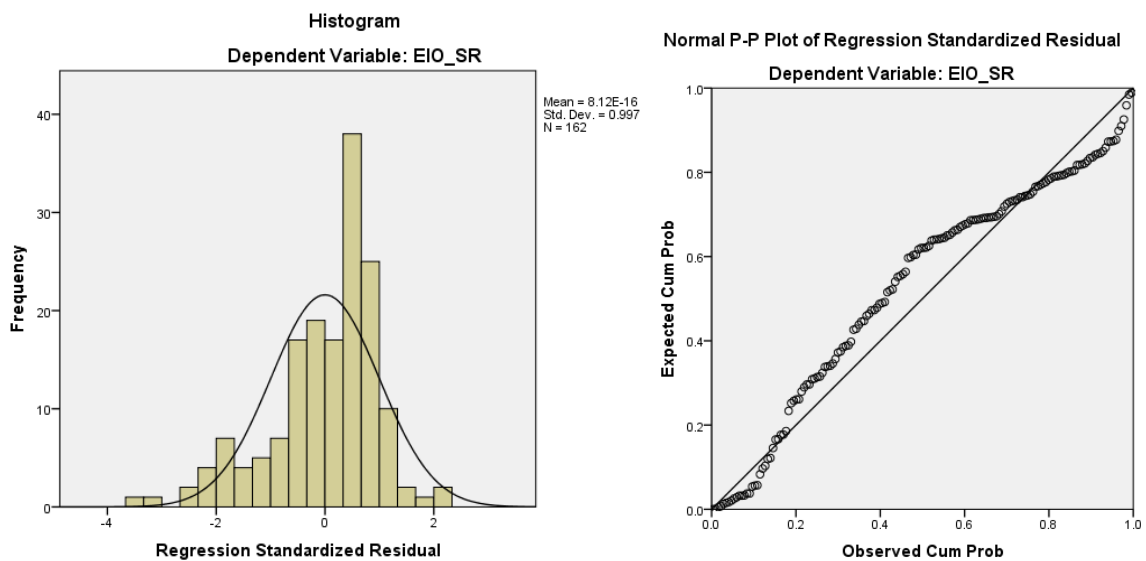 Histogram
Dependent Variable: EIO_SR
Mean = 8.12E-16
Std. Dev. = 0.997
N = 162
Frequency
40
30
20
10
0
-4
-2
0
2
Regression Standardized Residual
Normal P-P Plot of Regression Standardized Residual
Dependent Variable: EIO_SR
Expected Cum Prob
1.0
0.8
0.6
0.4
0.2
0.0
0.0
0.2
0.4
0.6
0.8
1.0
Observed Cum Prob